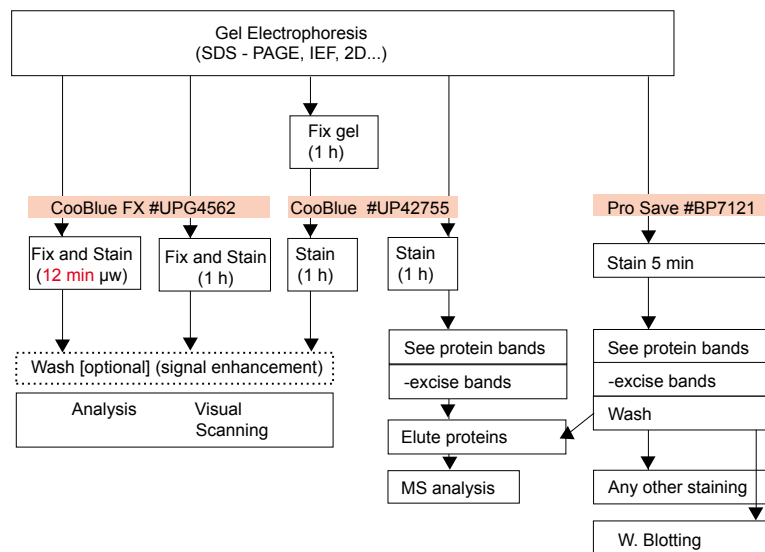 Gel Electrophoresis
(SDS - PAGE, IEF, 2D...)
Fix gel
(1 h)
CooBlue FX #UPG4562
CooBlue #UP42755
Pro Save #BP7121
Fix and Stain
(12 min µw)
Fix and Stain
(1 h)
Stain
(1 h)
Stain
(1 h)
Stain 5 min
See protein bands
-excise bands
See protein bands
-excise bands
Wash
Wash [optional] (signal enhancement)
Analysis
Visual
Scanning
Elute proteins
MS analysis
Any other staining
W. Blotting